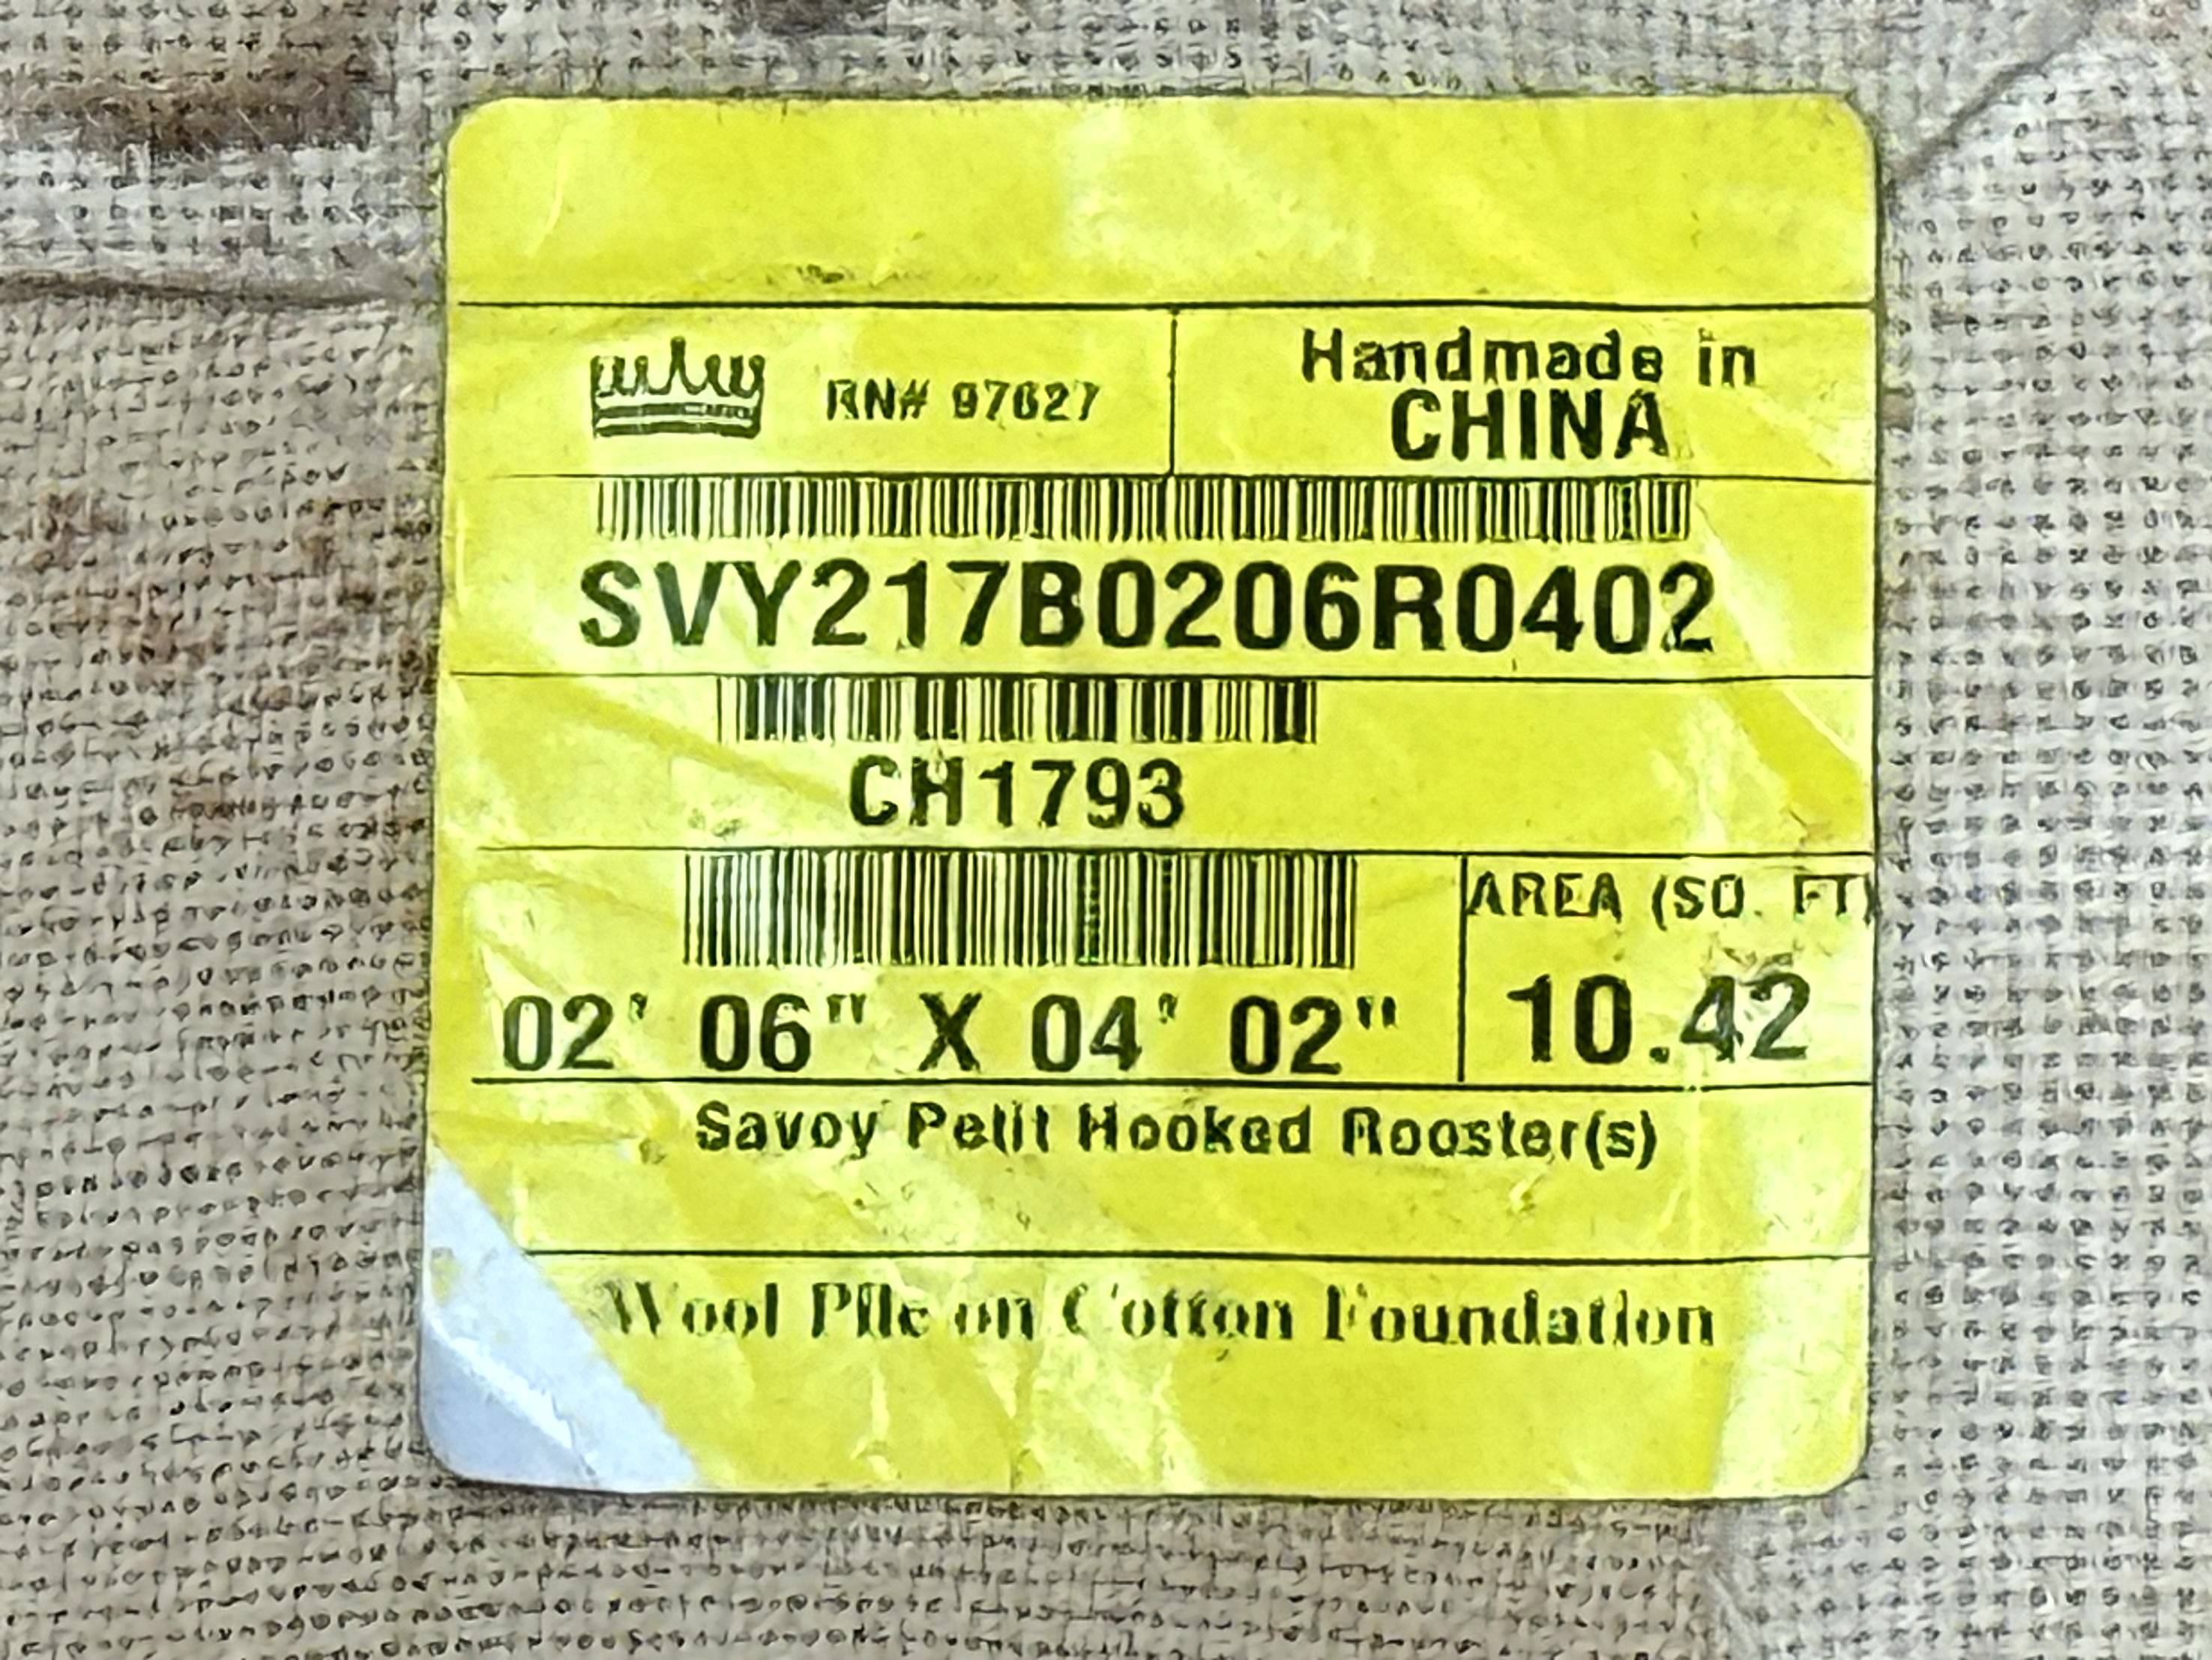 RN# 97627
Handmade in
CHINA
SVY217B0206R0402
CH1793
AREA (SQ. FT)
02' 06" X 04' 02"
10.42
Savoy Petit Hooked Rooster(s)
Wool Pile on Cotton Foundation